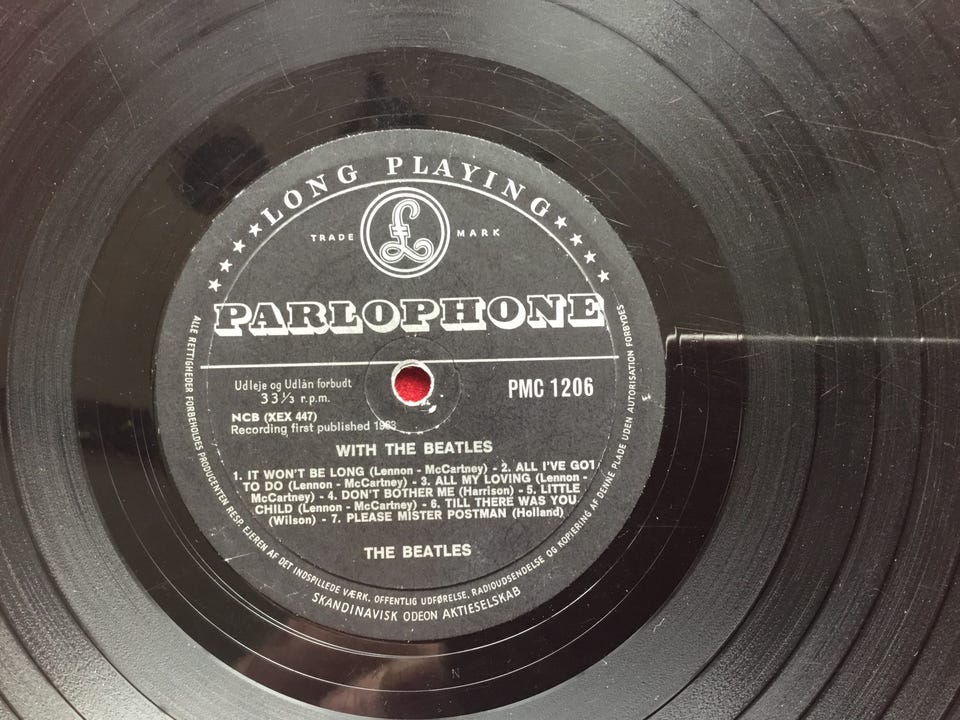 LONG PLAYING
TRADE £ MARK
PARLOPHONE
Udleje og Udlån forbudt
33⅓ r.p.m.
PMC 1206
NCB (XEX 447)
Recording first published 1963
WITH THE BEATLES
1. IT WON'T BE LONG (Lennon - McCartney) - 2. ALL I'VE GOT
TO DO (Lennon - McCartney) - 3. ALL MY LOVING (Lennon -
McCartney) - 4. DON'T BOTHER ME (Harrison) - 5. LITTLE
CHILD (Lennon - McCartney) - 6. TILL THERE WAS YOU
(Wilson) - 7. PLEASE MISTER POSTMAN (Holland)
THE BEATLES
ALLE RETTIGHEDER FORBEHOLDES PRODUCENTEN RESP. EJEREN AF DET INDSPILLEDE VÆRK. OFFENTLIG UDFØRELSE, RADIOUDSENDELSE OG KOPIERING AF DENNE PLADE UDEN AUTORISATION FORBYDES
SKANDINAVISK ODEON AKTIESELSKAB
N